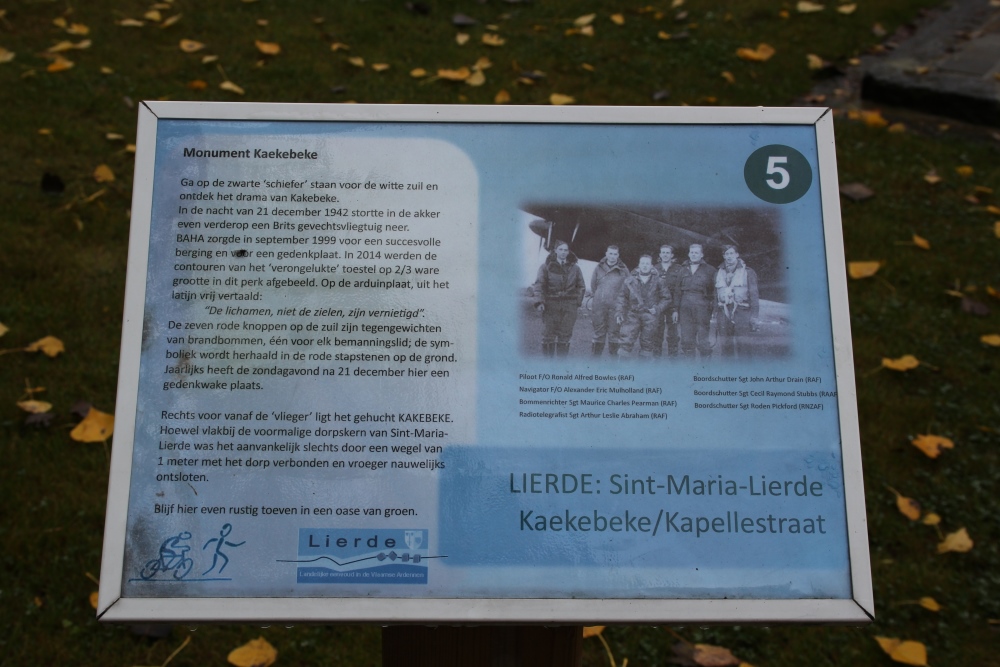 Monument Kaekebeke
Ga op de zwarte 'schiefer' staan voor de witte zuil en
ontdek het drama van Kakebeke.
In de nacht van 21 december 1942 stortte in de akker
even verderop een Brits gevechtsvliegtuig neer.
BAHA zorgde in september 1999 voor een succesvolle
berging en voor een gedenkplaat. In 2014 werden de
contouren van het 'verongelukte' toestel op 2/3 ware
grootte in dit perk afgebeeld. Op de arduinplaat, uit het
latijn vrij vertaald:
"De lichamen, niet de zielen, zijn vernietigd".
De zeven rode knoppen op de zuil zijn tegengewichten
van brandbommen, één voor elk bemanningslid; de sym-
boliek wordt herhaald in de rode stapstenen op de grond.
Jaarlijks heeft de zondagavond na 21 december hier een
gedenkwake plaats.
Rechts voor vanaf de 'vlieger' ligt het gehucht KAKEBEKE.
Hoewel vlakbij de voormalige dorpskern van Sint-Maria-
Lierde was het aanvankelijk slechts door een wegel van
1 meter met het dorp verbonden en vroeger nauwelijks
ontsloten.
Blijf hier even rustig toeven in een oase van groen.
Lierde
Landelijke eenvoud in de Vlaamse Ardennen
5
Piloot F/O Ronald Alfred Bowles (RAF)
Navigator F/O Alexander Eric Mulholland (RAF)
Bommenrichter Sgt Maurice Charles Pearman (RAF)
Radiotelegrafist Sgt Arthur Leslie Abraham (RAF)
Boordschutter Sgt John Arthur Drain (RAF)
Boordschutter Sgt Cecil Raymond Stubbs (RAAF
Boordschutter Sgt Roden Pickford (RNZAF)
LIERDE: Sint-Maria-Lierde
Kaekebeke/Kapellestraat